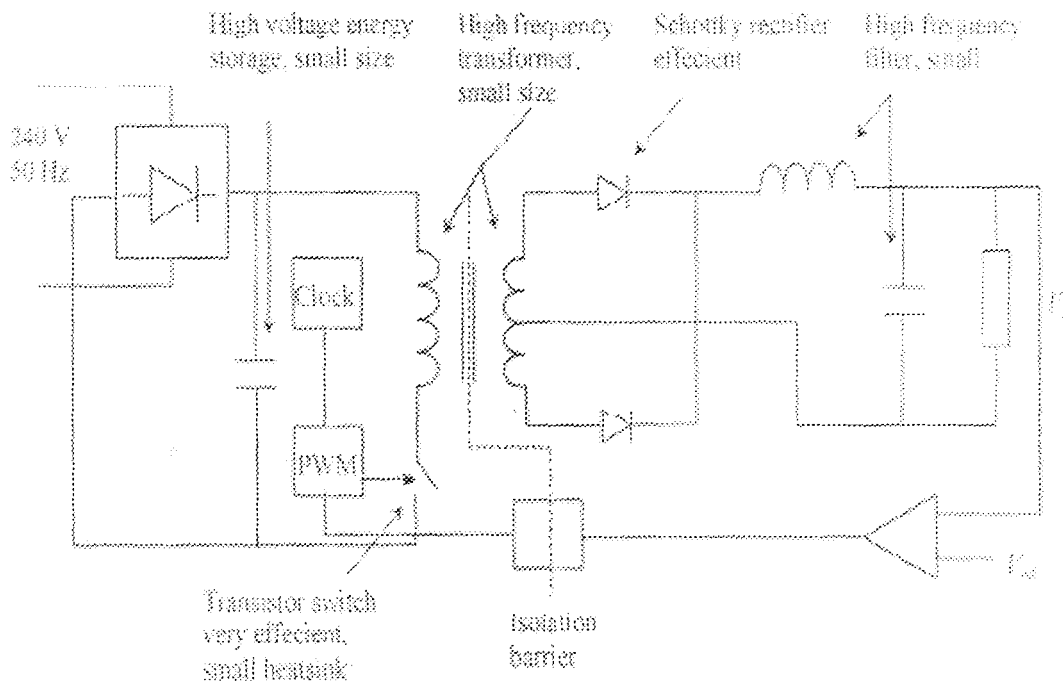 High voltage energy
storage, small size
High frequency
transformer,
small size
Schottky rectifier
effecient
High frequency
filter, small
240 V
50 Hz
Clock
PWM
Transistor switch
very effecient,
small heatsink
Isolation
barrier